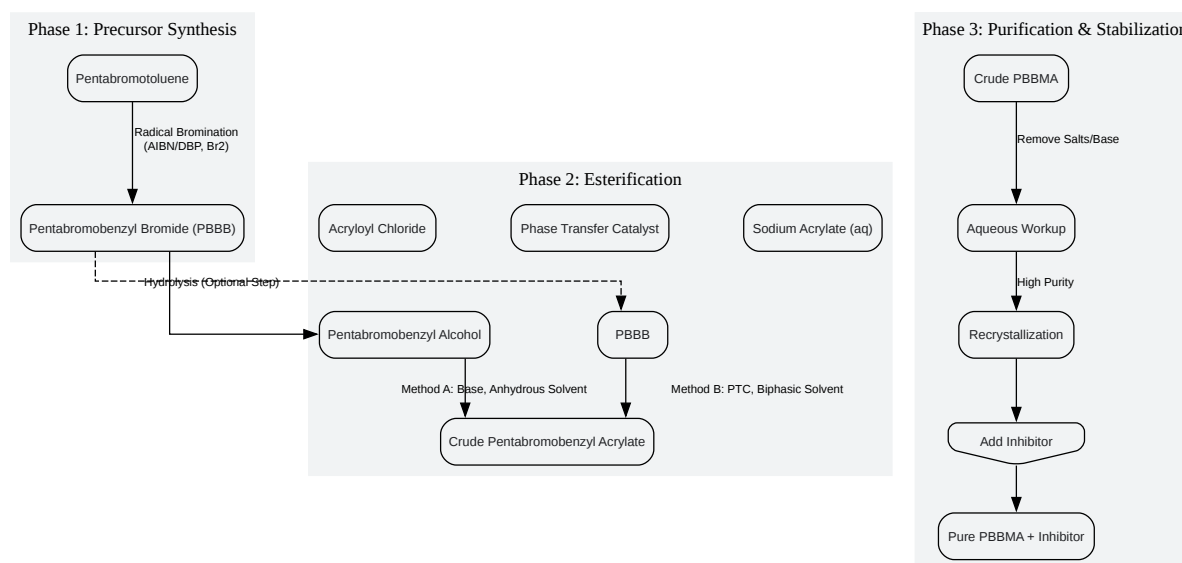 Phase 1: Precursor Synthesis
Pentabromotoluene
Radical Bromination
(AIBN/DBP, Br2)
Pentabromobenzyl Bromide (PBBB)
Phase 2: Esterification
Acryloyl Chloride
Phase Transfer Catalyst
Sodium Acrylate (aq)
Hydrolysis (Optional Step)
Pentabromobenzyl Alcohol
PBBB
Method A: Base, Anhydrous Solvent
Method B: PTC, Biphasic Solvent
Crude Pentabromobenzyl Acrylate
Phase 3: Purification & Stabilization
Crude PBBMA
Remove Salts/Base
Aqueous Workup
High Purity
Recrystallization
Add Inhibitor
Pure PBBMA + Inhibitor